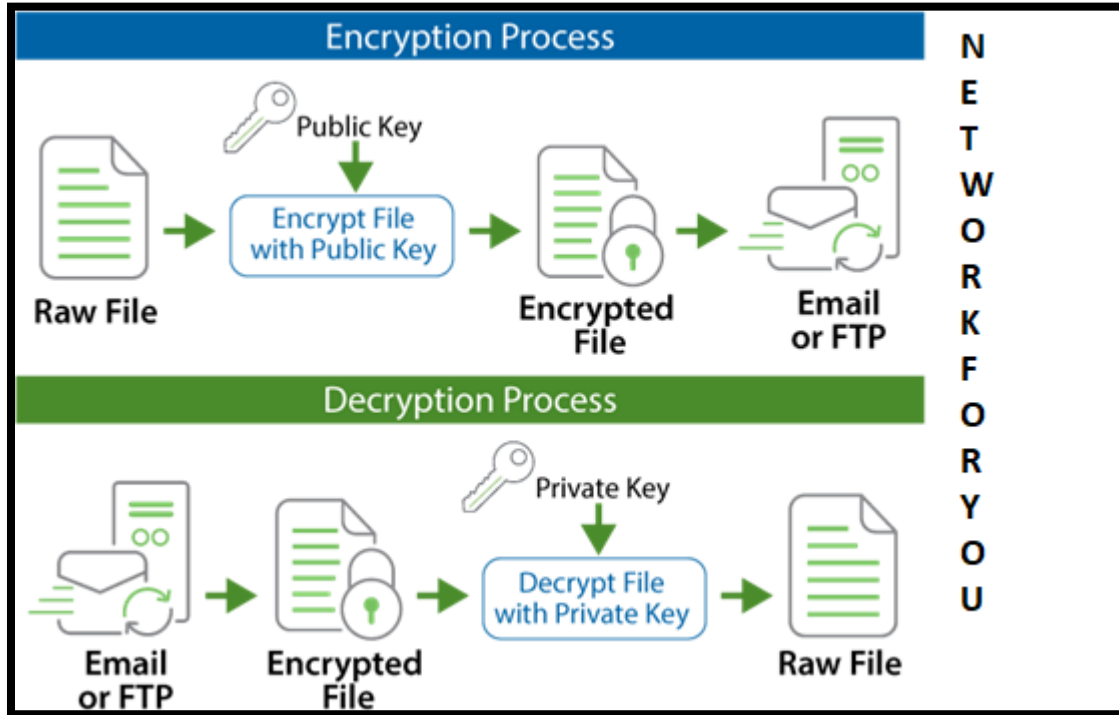 Encryption Process
Public Key
Encrypt File
with Public Key
Raw File
Encrypted
File
Email
or FTP
Decryption Process
Private Key
Decrypt File
with Private Key
Email
or FTP
Encrypted
File
Raw File
N
E
T
W
O
R
K
F
O
R
Y
O
U